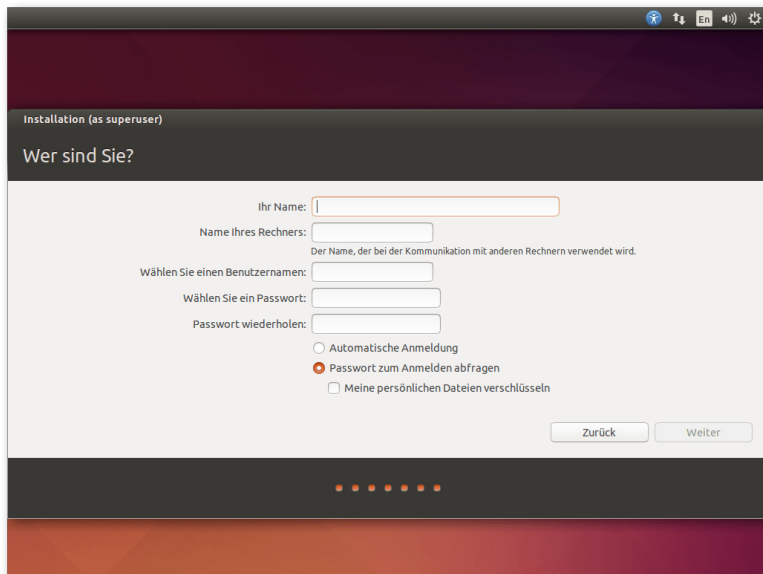 En
Installation (as superuser)
Wer sind Sie?
Ihr Name:
Name Ihres Rechners:
Der Name, der bei der Kommunikation mit anderen Rechnern verwendet wird.
Wählen Sie einen Benutzernamen:
Wählen Sie ein Passwort:
Passwort wiederholen:
Automatische Anmeldung
Passwort zum Anmelden abfragen
Meine persönlichen Dateien verschlüsseln
Zurück Weiter